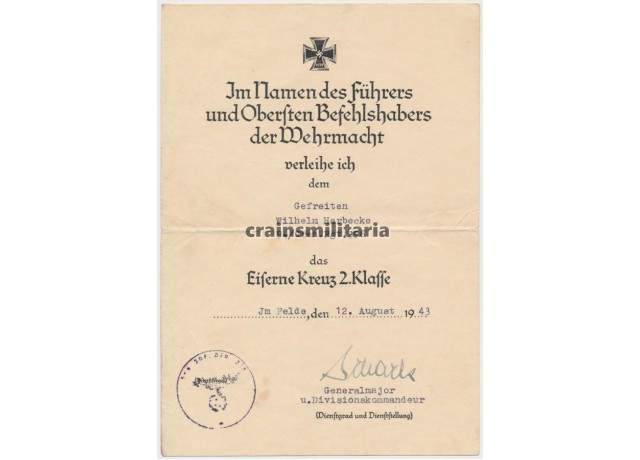 Im Namen des Führers
und Obersten Befehlshabers
der Wehrmacht
verleihe ich
dem
Gefreiten
Wilhelm Harbecke
crainsmilitaria
das
Eiserne Kreuz 2. Klasse
Jm Felde, den 12. August 1943
Generalmajor
u. Divisionskommandeur
(Dienstgrad und Dienststellung)